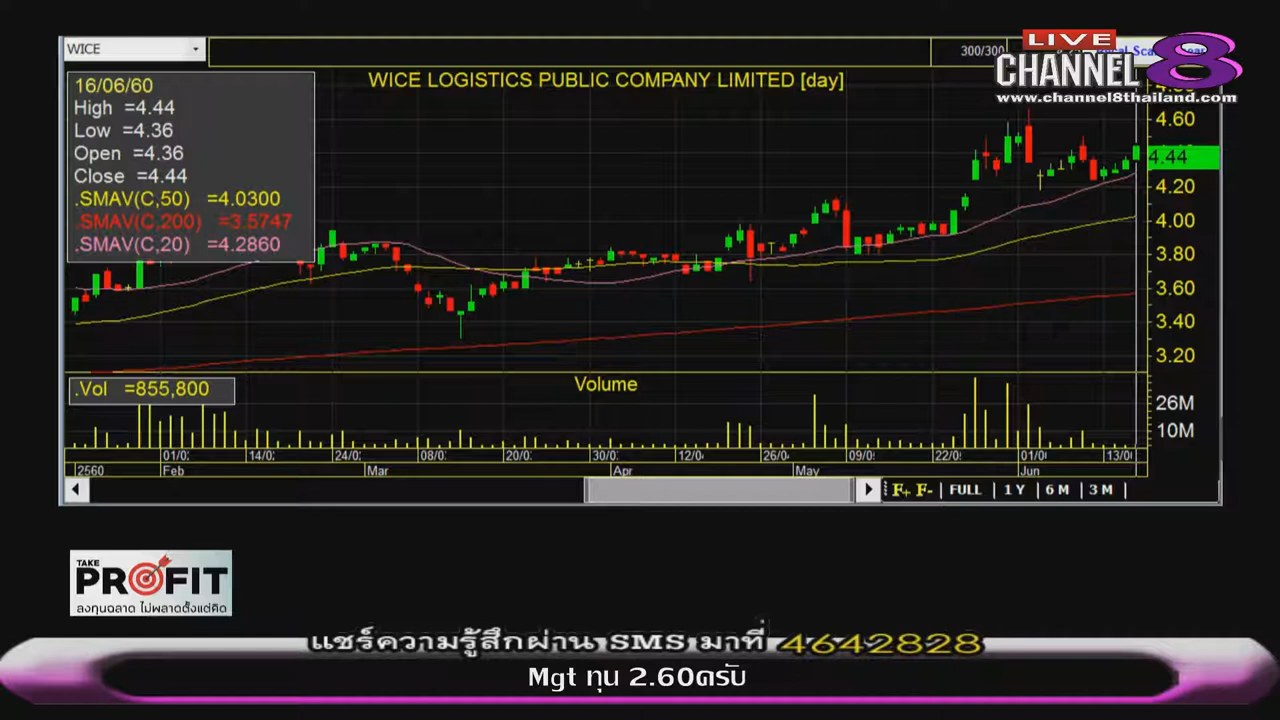 WICE
300/300
LIVE
CHANNEL 8
www.channel8thailand.com
WICE LOGISTICS PUBLIC COMPANY LIMITED [day]
16/06/60
High =4.44
Low =4.36
Open =4.36
Close =4.44
.SMAV(C,50) =4.0300
.SMAV(C,200) =3.5747
.SMAV(C,20) =4.2860
4.60
4.44
4.20
4.00
3.80
3.60
3.40
3.20
.Vol =855,800
Volume
26M
10M
01/0 14/0 24/0 08/0 20/0 30/0 12/0 26/0 09/0 22/0 01/0 13/0
2560 Feb Mar Apr May Jun
F+ F- FULL 1 Y 6 M 3 M
TAKE
PROFIT
ลงทุนฉลาด ไม่พลาดตั้งแต่คิด
แชร์ความรู้สึกผ่าน SMS มาที่ 4642828
Mgt ทุน 2.60ครับ